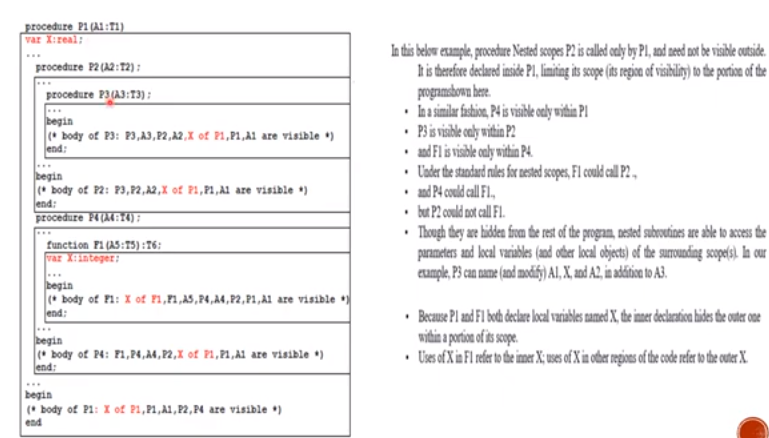 procedure P1(A1:T1)
var X:real;
...
procedure P2(A2:T2);
...
procedure P3(A3:T3);
...
begin
(* body of P3: P3,A3,P2,A2,X of P1,P1,A1 are visible *)
end;
...
begin
(* body of P2: P3,P2,A2,X of P1,P1,A1 are visible *)
end;
procedure P4(A4:T4);
...
function F1(A5:T5):T6;
var X:integer;
...
begin
(* body of F1: X of F1,F1,A5,P4,A4,P2,P1,A1 are visible *)
end;
...
begin
(* body of P4: F1,P4,A4,P2,X of P1,P1,A1 are visible *)
end;
...
begin
(* body of P1: X of P1,P1,A1,P2,P4 are visible *)
end
In this below example, procedure Nested scopes P2 is called only by P1, and need not be visible outside.
It is therefore declared inside P1, limiting its scope (its region of visibility) to the portion of the
programshown here.
• In a similar fashion, P4 is visible only within P1
• P3 is visible only within P2
• and F1 is visible only within P4.
• Under the standard rules for nested scopes, F1 could call P2 .,
• and P4 could call F1.,
• but P2 could not call F1.
• Though they are hidden from the rest of the program, nested subroutines are able to access the
parameters and local variables (and other local objects) of the surrounding scope(s). In our
example, P3 can name (and modify) A1, X, and A2, in addition to A3.
• Because P1 and F1 both declare local variables named X, the inner declaration hides the outer one
within a portion of its scope.
• Uses of X in F1 refer to the inner X; uses of X in other regions of the code refer to the outer X.